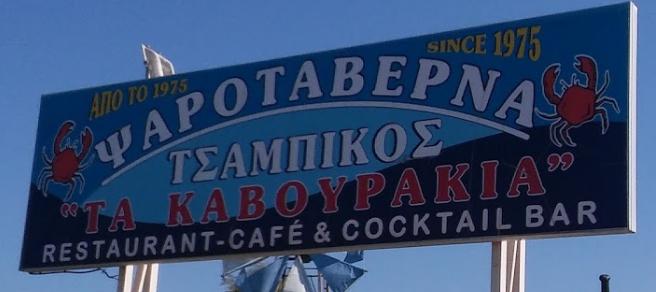 ΑΠΟ ΤΟ 1975 SINCE 1975
ΨΑΡΟΤΑΒΕΡΝΑ
ΤΣΑΜΠΙΚΟΣ
"ΤΑ ΚΑΒΟΥΡΑΚΙΑ"
RESTAURANT-CAFÉ & COCKTAIL BAR